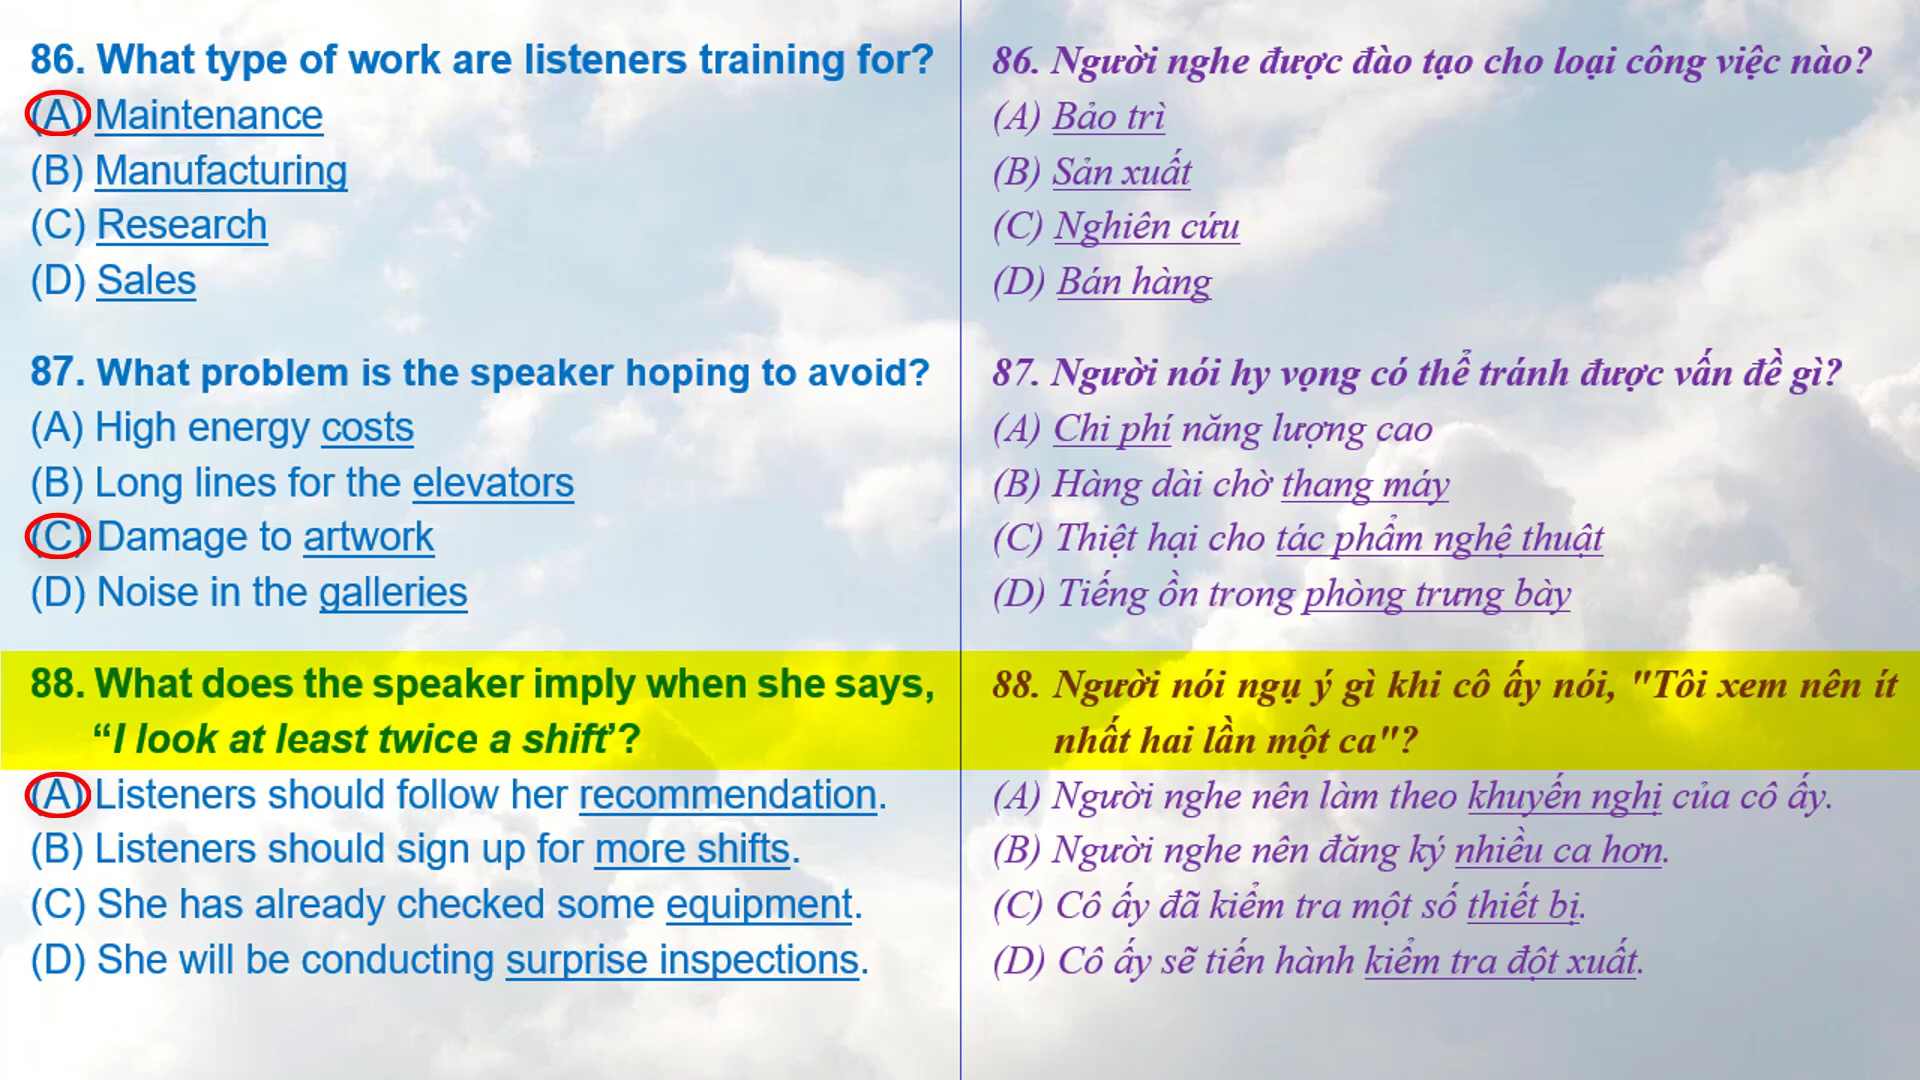 86. What type of work are listeners training for?
(A) Maintenance
(B) Manufacturing
(C) Research
(D) Sales
87. What problem is the speaker hoping to avoid?
(A) High energy costs
(B) Long lines for the elevators
(C) Damage to artwork
(D) Noise in the galleries
88. What does the speaker imply when she says,
“I look at least twice a shift’?
(A) Listeners should follow her recommendation.
(B) Listeners should sign up for more shifts.
(C) She has already checked some equipment.
(D) She will be conducting surprise inspections.
86. Người nghe được đào tạo cho loại công việc nào?
(A) Bảo trì
(B) Sản xuất
(C) Nghiên cứu
(D) Bán hàng
87. Người nói hy vọng có thể tránh được vấn đề gì?
(A) Chi phí năng lượng cao
(B) Hàng dài chờ thang máy
(C) Thiệt hại cho tác phẩm nghệ thuật
(D) Tiếng ồn trong phòng trưng bày
88. Người nói ngụ ý gì khi cô ấy nói, "Tôi xem nên ít
nhất hai lần một ca"?
(A) Người nghe nên làm theo khuyến nghị của cô ấy.
(B) Người nghe nên đăng ký nhiều ca hơn.
(C) Cô ấy đã kiểm tra một số thiết bị.
(D) Cô ấy sẽ tiến hành kiểm tra đột xuất.